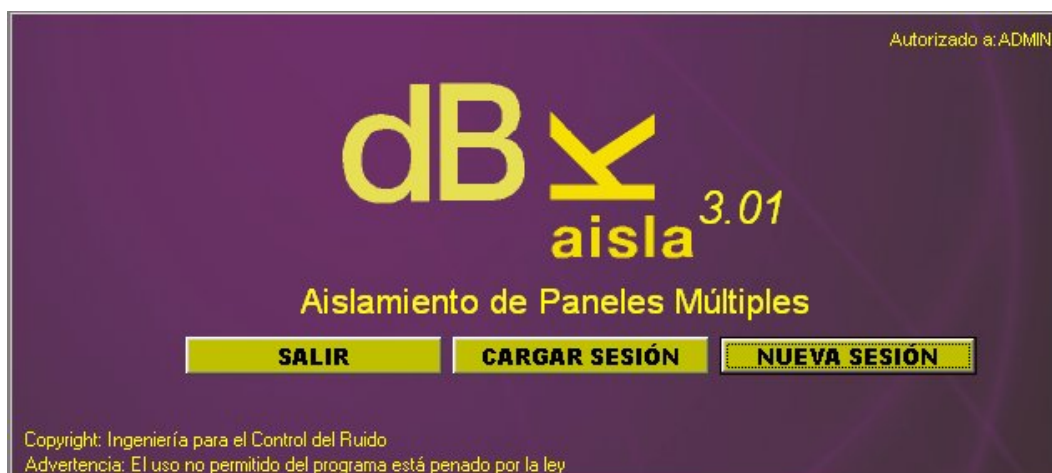 Autorizado a:ADMIN
dBK
aisla 3.01
Aislamiento de Paneles Múltiples
SALIR CARGAR SESIÓN NUEVA SESIÓN
Copyright: Ingeniería para el Control del Ruido
Advertencia: El uso no permitido del programa está penado por la ley